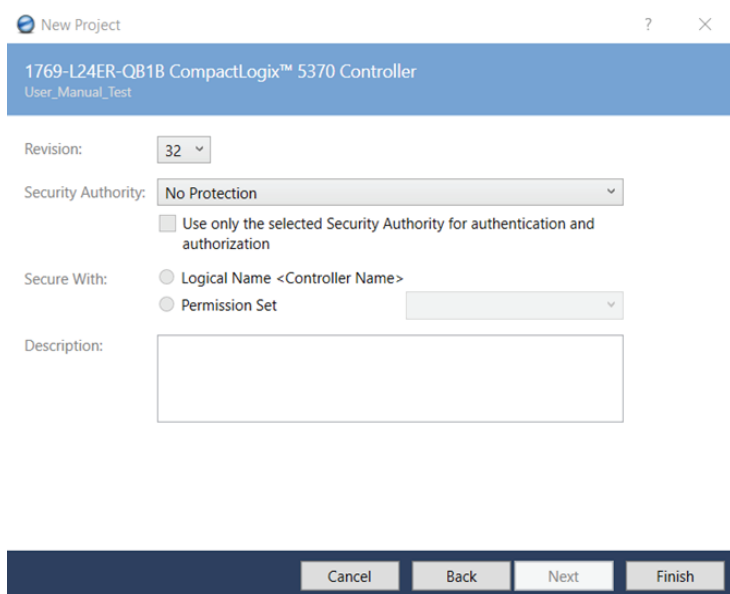 New Project
?
1769-L24ER-QB1B CompactLogix™ 5370 Controller
User_Manual_Test
Revision: 32
Security Authority: No Protection
Use only the selected Security Authority for authentication and
authorization
Secure With: Logical Name <Controller Name>
Permission Set
Description:
Cancel Back Next Finish